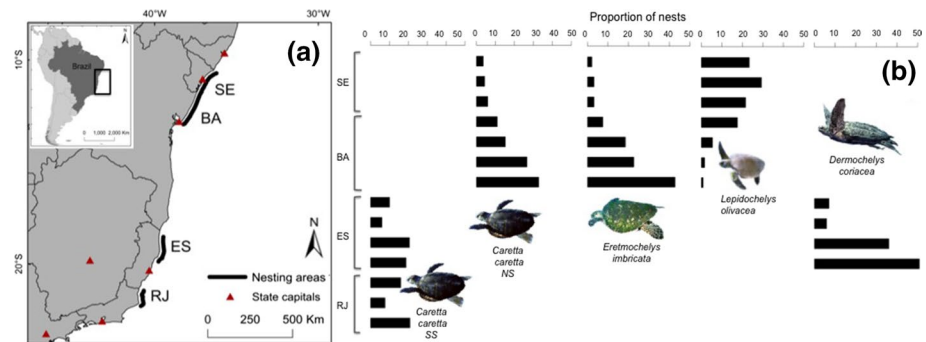 40°W
30°W
10°S
20°S
Brazil
N
0 1,000 2,000 Km
(a)
SE
BA
ES
RJ
N
Nesting areas
State capitals
0 250 500 Km
Proportion of nests
0 10 20 30 40 50
0 10 20 30 40 50
0 10 20 30 40 50
0 10 20 30 40 50
0 10 20 30 40 50
(b)
SE
BA
ES
RJ
Caretta
caretta
SS
Caretta
caretta
NS
Eretmochelys
imbricata
Lepidochelys
olivacea
Dermochelys
coriacea